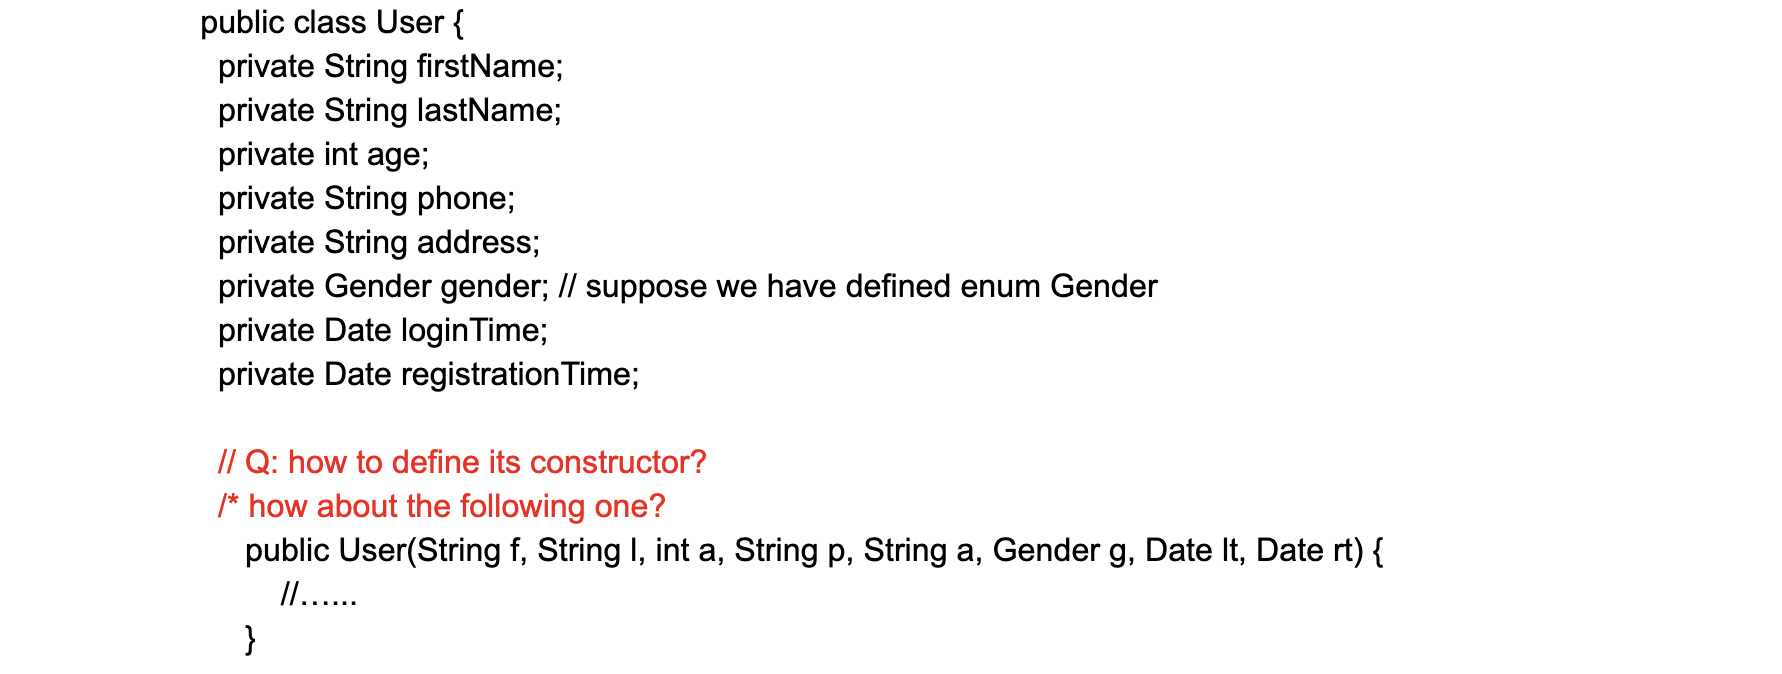 public class User {
private String firstName;
private String lastName;
private int age;
private String phone;
private String address;
private Gender gender; // suppose we have defined enum Gender
private Date loginTime;
private Date registrationTime;
// Q: how to define its constructor?
/* how about the following one?
public User(String f, String l, int a, String p, String a, Gender g, Date lt, Date rt) {
//…...
}